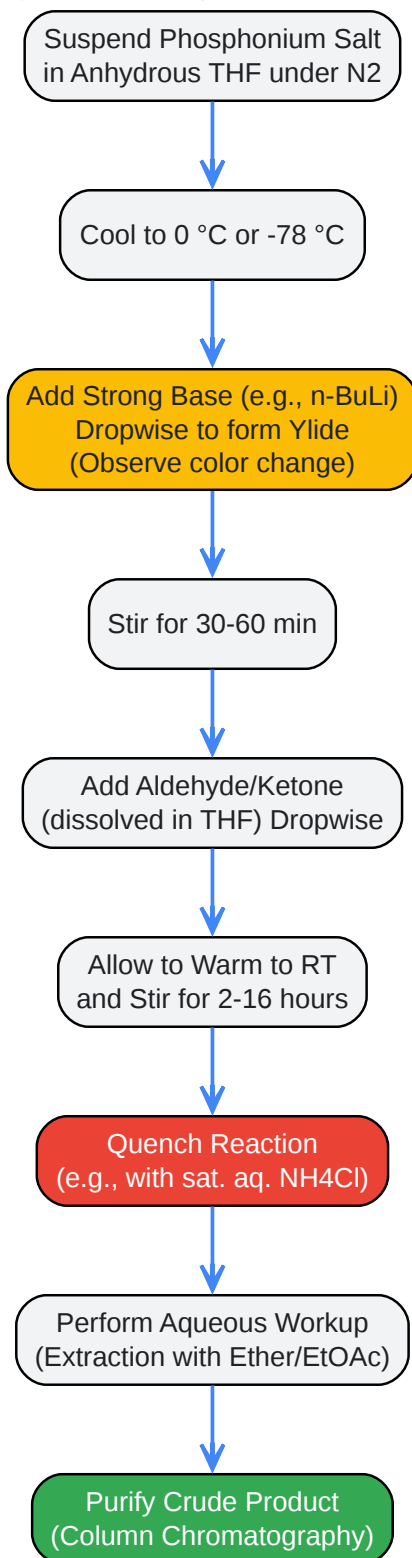 Suspend Phosphonium Salt
in Anhydrous THF under N2
Cool to 0 °C or -78 °C
Add Strong Base (e.g., n-BuLi)
Dropwise to form Ylide
(Observe color change)
Stir for 30-60 min
Add Aldehyde/Ketone
(dissolved in THF) Dropwise
Allow to Warm to RT
and Stir for 2-16 hours
Quench Reaction
(e.g., with sat. aq. NH4Cl)
Perform Aqueous Workup
(Extraction with Ether/EtOAc)
Purify Crude Product
(Column Chromatography)